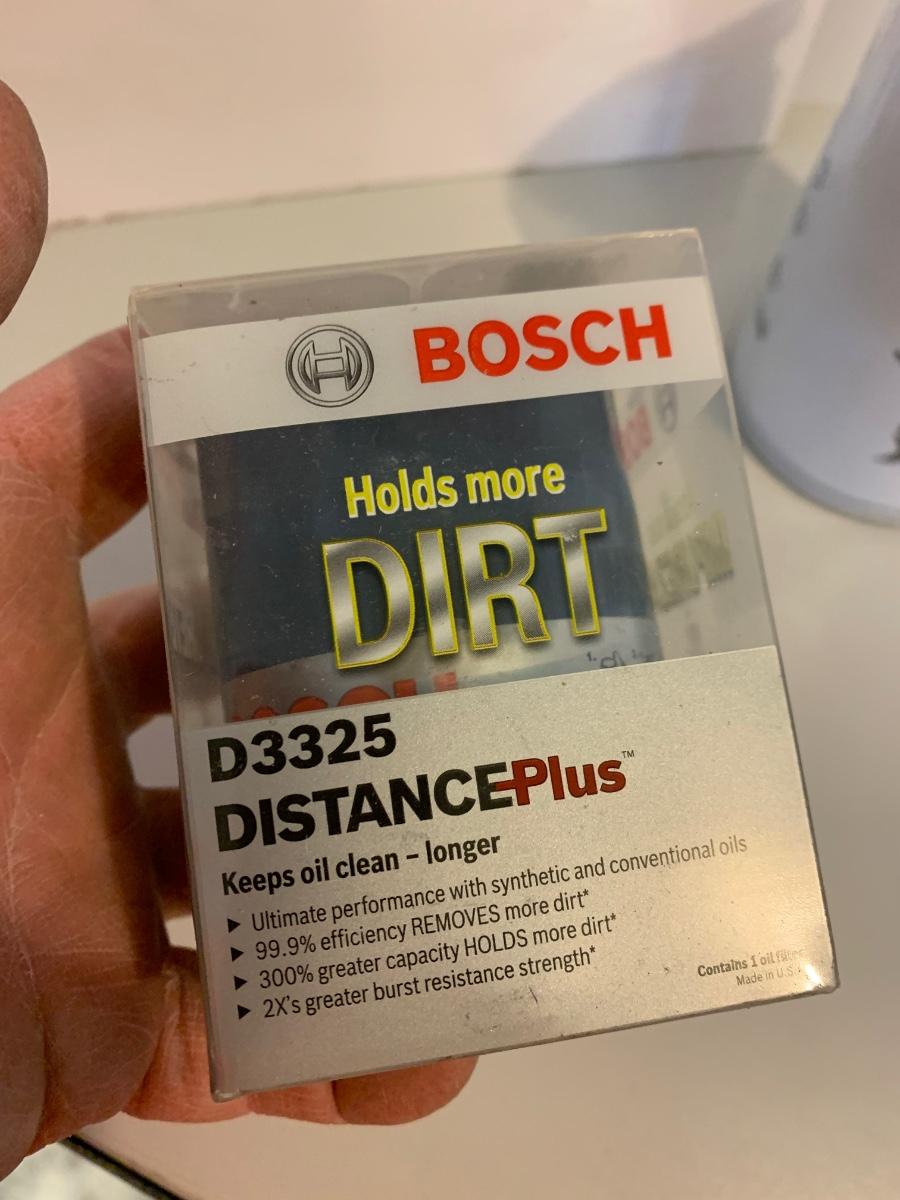 BOSCH
Holds more
DIRT
D3325
DISTANCEPlus™
Keeps oil clean – longer
► Ultimate performance with synthetic and conventional oils
► 99.9% efficiency REMOVES more dirt*
► 300% greater capacity HOLDS more dirt*
► 2X's greater burst resistance strength*
Contains 1 oil filter
Made in U.S.